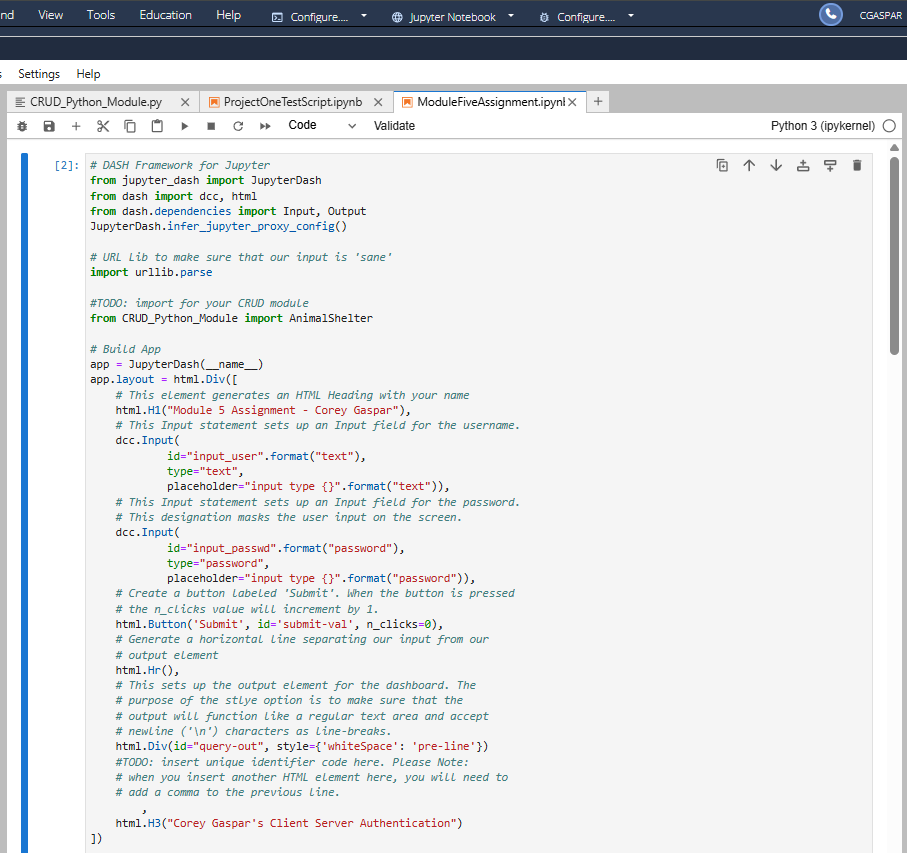 nd View Tools Education Help Configure.... Jupyter Notebook Configure.... CGASPAR
s Settings Help
CRUD_Python_Module.py ProjectOneTestScript.ipynb ModuleFiveAssignment.ipynb
Code Validate Python 3 (ipykernel)
[2]: # DASH Framework for Jupyter
from jupyter_dash import JupyterDash
from dash import dcc, html
from dash.dependencies import Input, Output
JupyterDash.infer_jupyter_proxy_config()
# URL Lib to make sure that our input is 'sane'
import urllib.parse
#TODO: import for your CRUD module
from CRUD_Python_Module import AnimalShelter
# Build App
app = JupyterDash(__name__)
app.layout = html.Div([
# This element generates an HTML Heading with your name
html.H1("Module 5 Assignment - Corey Gaspar"),
# This Input statement sets up an Input field for the username.
dcc.Input(
id="input_user".format("text"),
type="text",
placeholder="input type {}".format("text")),
# This Input statement sets up an Input field for the password.
# This designation masks the user input on the screen.
dcc.Input(
id="input_passwd".format("password"),
type="password",
placeholder="input type {}".format("password")),
# Create a button labeled 'Submit'. When the button is pressed
# the n_clicks value will increment by 1.
html.Button('Submit', id='submit-val', n_clicks=0),
# Generate a horizontal line separating our input from our
# output element
html.Hr(),
# This sets up the output element for the dashboard. The
# purpose of the stlye option is to make sure that the
# output will function like a regular text area and accept
# newline ('\n') characters as line-breaks.
html.Div(id="query-out", style={'whiteSpace': 'pre-line'})
#TODO: insert unique identifier code here. Please Note:
# when you insert another HTML element here, you will need to
# add a comma to the previous line.
,
html.H3("Corey Gaspar's Client Server Authentication")
])